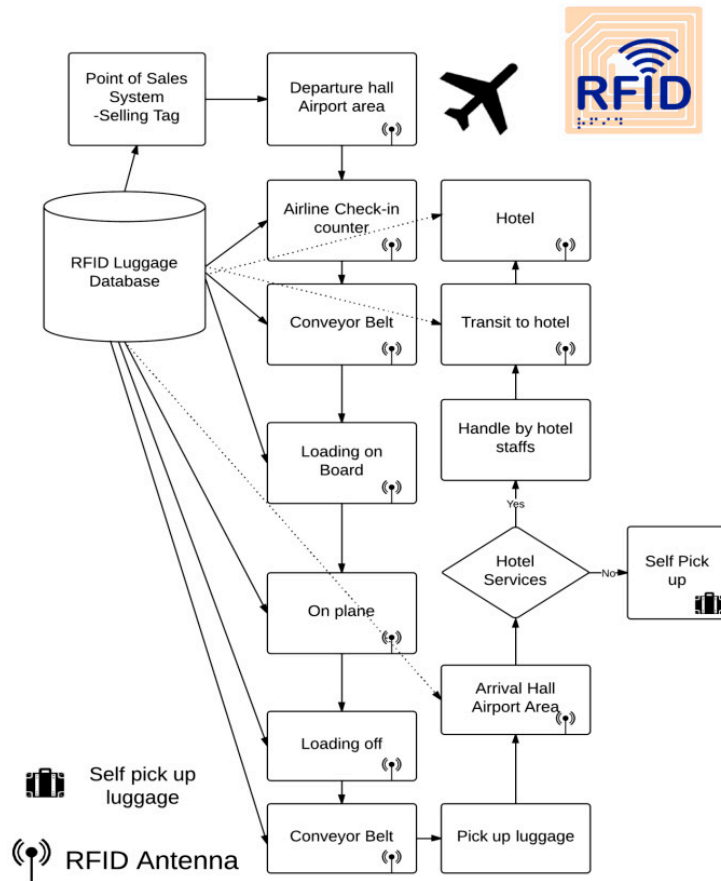 Point of Sales
System
-Selling Tag
Departure hall
Airport area
RFID
RFID Luggage
Database
Airline Check-in
counter
Hotel
Conveyor Belt
Transit to hotel
Loading on
Board
Handle by hotel
staffs
Yes
Hotel
Services
No
Self Pick
up
On plane
Arrival Hall
Airport Area
Loading off
Self pick up
luggage
Conveyor Belt
Pick up luggage
RFID Antenna